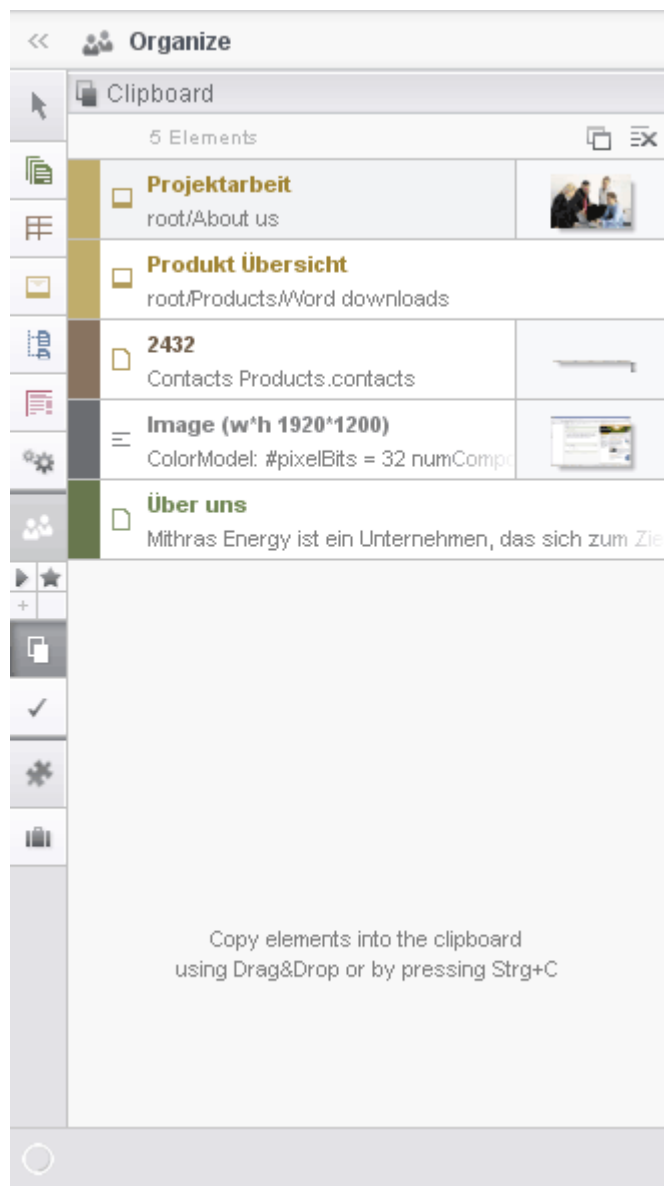 Organize
Clipboard
5 Elements
Projektarbeit
root/About us
Produkt Übersicht
root/Products/Word downloads
2432
Contacts Products.contacts
Image (w*h 1920*1200)
ColorModel: #pixelBits = 32 numCompo
Über uns
Mithras Energy ist ein Unternehmen, das sich zum Zie
Copy elements into the clipboard
using Drag&Drop or by pressing Strg+C